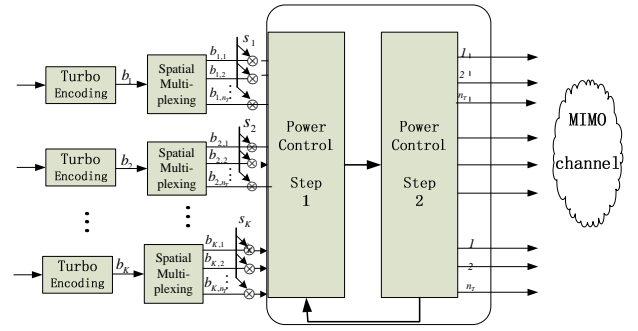 Turbo
Encoding
b1
Spatial
Multi-
plexing
b1,1
b1,2
b1,nT
s1
Turbo
Encoding
b2
Spatial
Multi-
plexing
b2,1
b2,2
b2,nT
s2
Turbo
Encoding
bK
Spatial
Multi-
plexing
bK,1
bK,2
bK,nT
sK
Power
Control
Step
1
Power
Control
Step
2
1
2
nT
1
2
nT
MIMO
channel